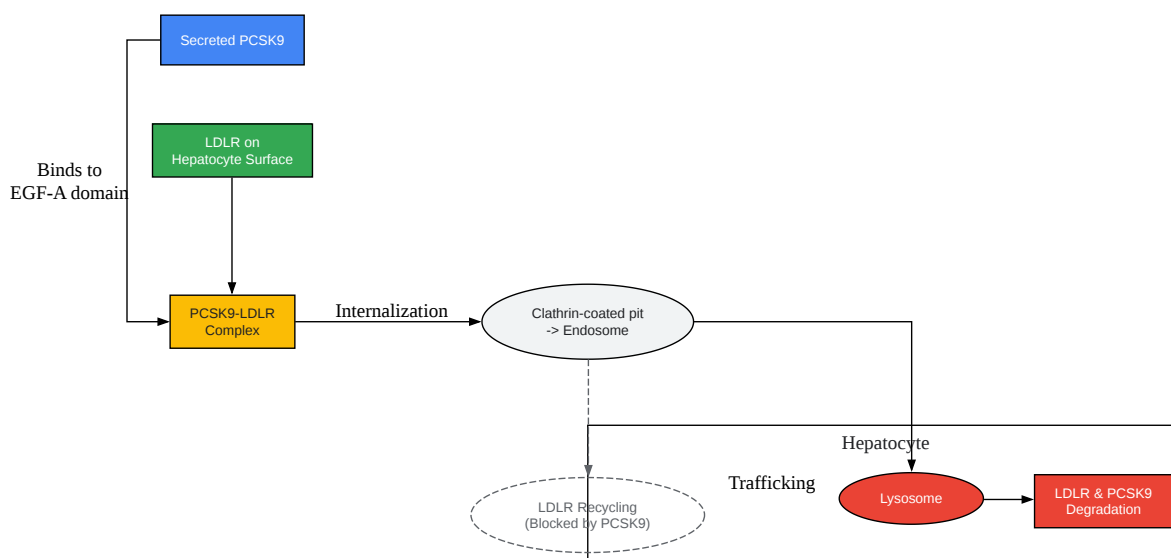 Secreted PCSK9
LDLR on
Hepatocyte Surface
Binds to
EGF-A domain
PCSK9-LDLR
Complex
Internalization
Clathrin-coated pit
-> Endosome
Hepatocyte
Trafficking
LDLR Recycling
(Blocked by PCSK9)
Lysosome
LDLR & PCSK9
Degradation